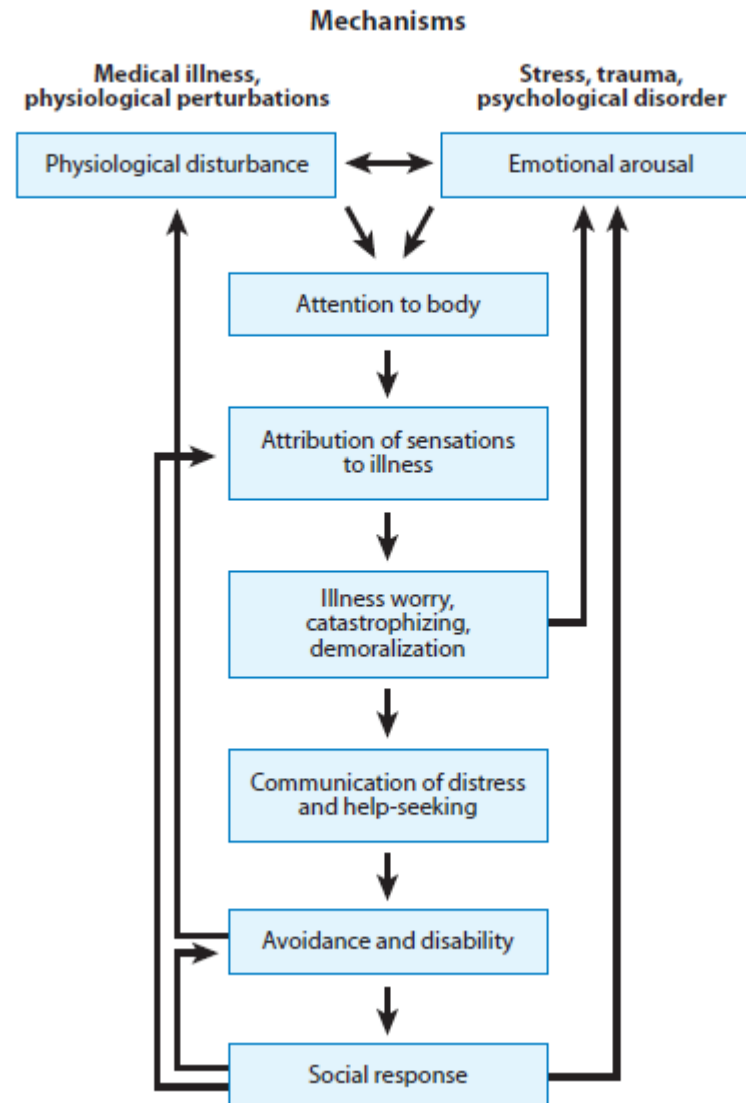 Mechanisms
Medical illness,
physiological perturbations
Stress, trauma,
psychological disorder
Physiological disturbance
Emotional arousal
Attention to body
Attribution of sensations
to illness
Illness worry,
catastrophizing,
demoralization
Communication of distress
and help-seeking
Avoidance and disability
Social response